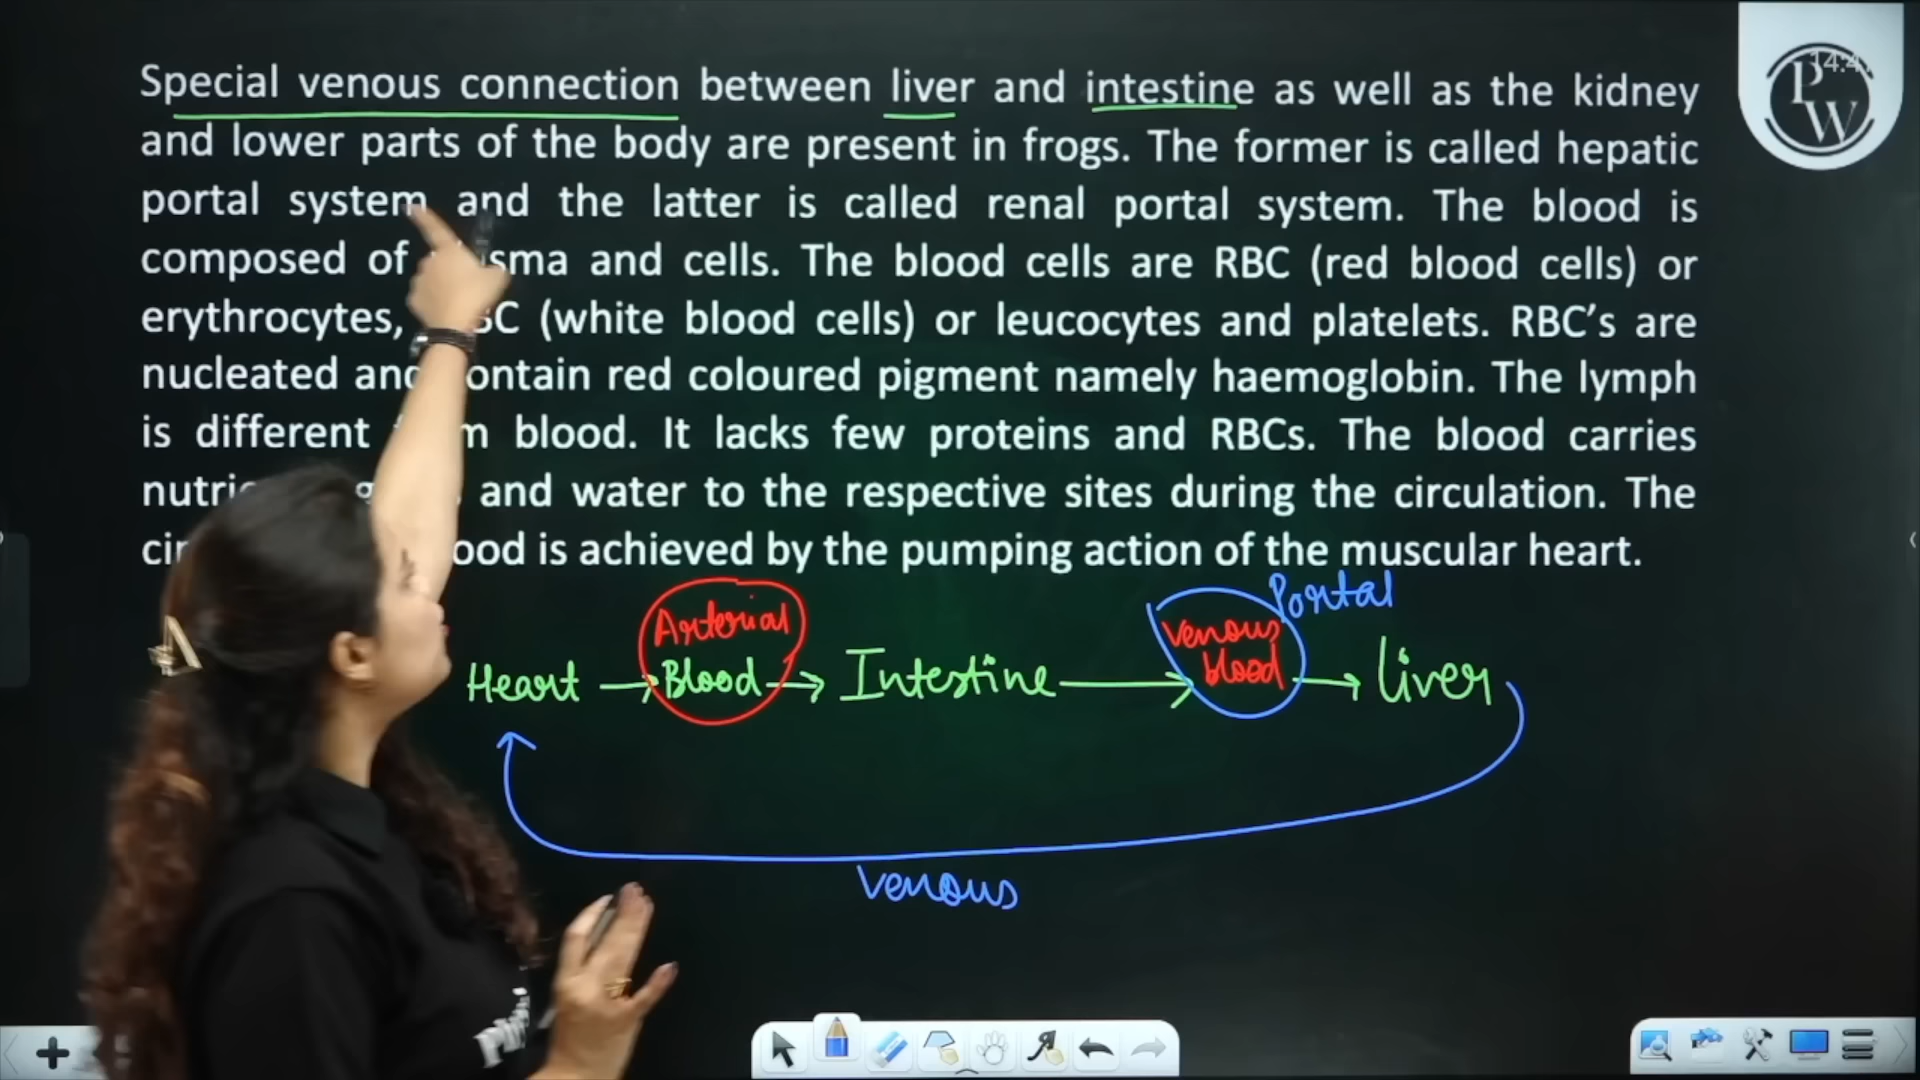 Special venous connection between liver and intestine as well as the kidney
and lower parts of the body are present in frogs. The former is called hepatic
portal system and the latter is called renal portal system. The blood is
composed of and cells. The blood cells are RBC (red blood cells) or
erythrocytes, (white blood cells) or leucocytes and platelets. RBC's are
nucleated and contain red coloured pigment namely haemoglobin. The lymph
is different blood. It lacks few proteins and RBCs. The blood carries
and water to the respective sites during the circulation. The
is achieved by the pumping action of the muscular heart.
Heart → Arterial Blood → Intestine → Venous blood → Liver
Portal
Venous
PW